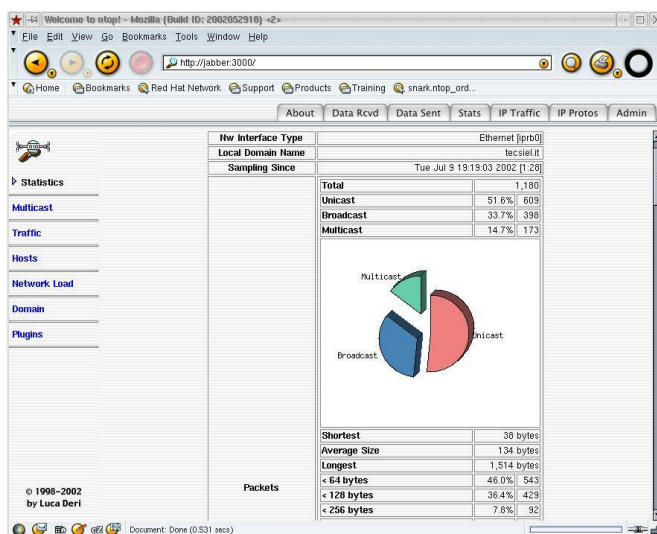 Welcome to ntop! - Mozilla {Build ID: 2002052918} <2>
File Edit View Go Bookmarks Tools Window Help
http://jabber:3000/
Home Bookmarks Red Hat Network Support Products Training snark.ntop_ord...
About Data Rcvd Data Sent Stats IP Traffic IP Protos Admin
Statistics
Multicast
Traffic
Hosts
Network Load
Domain
Plugins
© 1998-2002
by Luca Deri
Nw Interface Type Ethernet [iprb0]
Local Domain Name tecsiel.it
Sampling Since Tue Jul 9 19:19:03 2002 [1:28]
Packets
Total 1,180
Unicast 51.6% 609
Broadcast 33.7% 398
Multicast 14.7% 173
Multicast
Unicast
Broadcast
Shortest 38 bytes
Average Size 134 bytes
Longest 1,514 bytes
< 64 bytes 46.0% 543
< 128 bytes 36.4% 429
< 256 bytes 7.8% 92
Document: Done (0.531 secs)